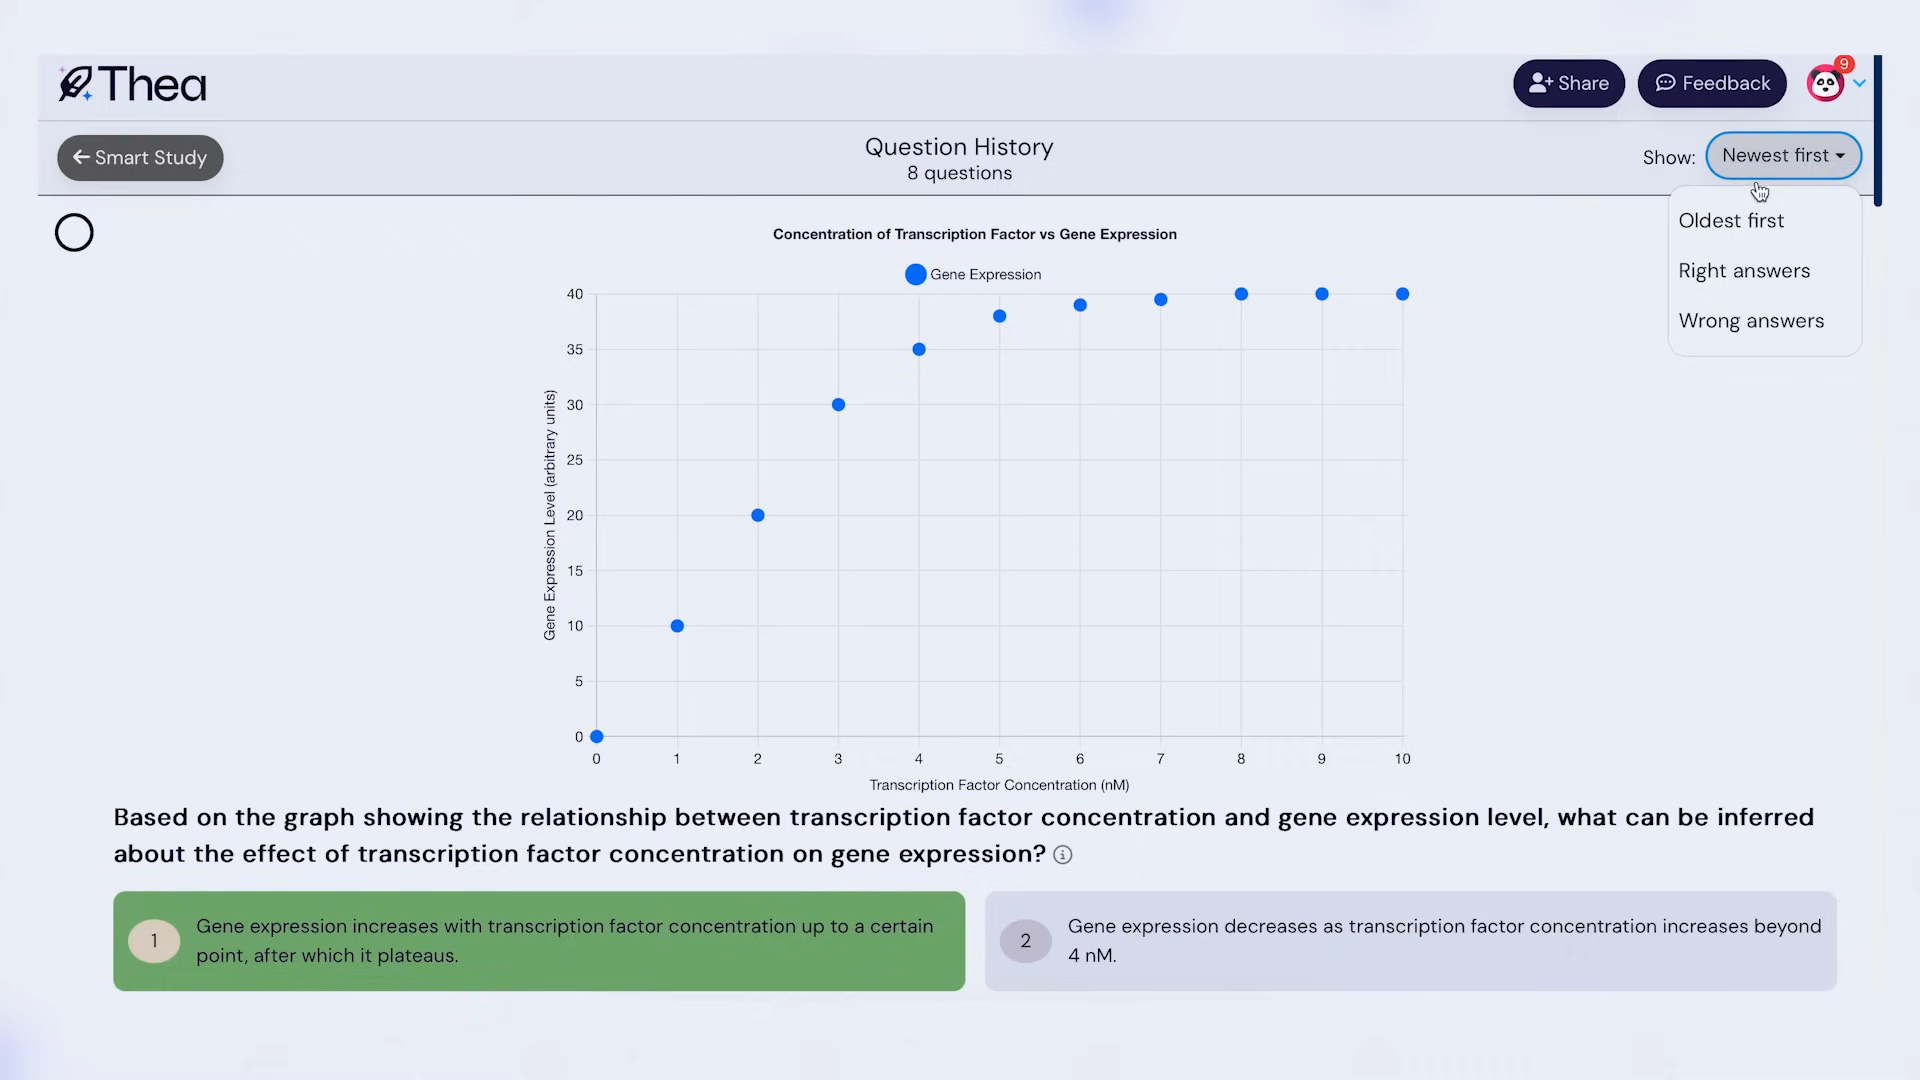 Thea
Share
Feedback
9
Smart Study
Question History
8 questions
Show:
Newest first
Oldest first
Right answers
Wrong answers
Concentration of Transcription Factor vs Gene Expression
Gene Expression
40
35
30
25
20
15
10
5
0
Gene Expression Level (arbitrary units)
0 1 2 3 4 5 6 7 8 9 10
Transcription Factor Concentration (nM)
Based on the graph showing the relationship between transcription factor concentration and gene expression level, what can be inferred
about the effect of transcription factor concentration on gene expression?
1
Gene expression increases with transcription factor concentration up to a certain
point, after which it plateaus.
2
Gene expression decreases as transcription factor concentration increases beyond
4 nM.